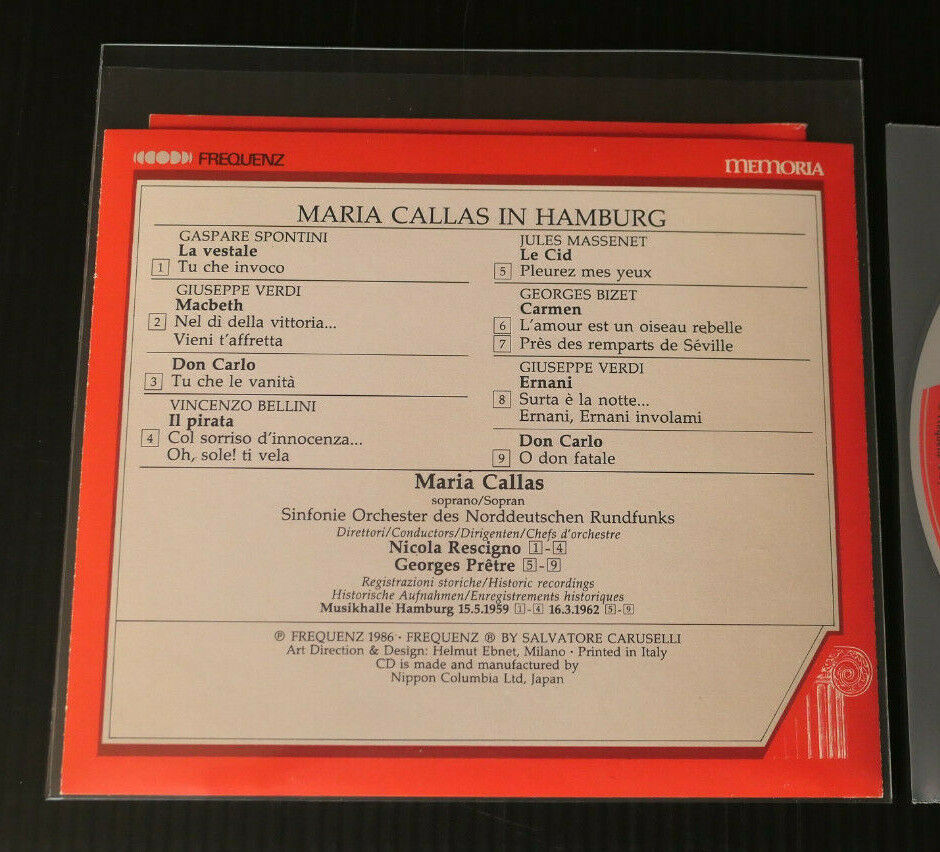 FREQUENZ
memoria
MARIA CALLAS IN HAMBURG
GASPARE SPONTINI
La vestale
1 Tu che invoco
GIUSEPPE VERDI
Macbeth
2 Nel dì della vittoria...
Vieni t'affretta
Don Carlo
3 Tu che le vanità
VINCENZO BELLINI
Il pirata
4 Col sorriso d'innocenza...
Oh, sole! ti vela
JULES MASSENET
Le Cid
5 Pleurez mes yeux
GEORGES BIZET
Carmen
6 L'amour est un oiseau rebelle
7 Près des remparts de Séville
GIUSEPPE VERDI
Ernani
8 Surta è la notte...
Ernani, Ernani involami
Don Carlo
9 O don fatale
Maria Callas
soprano/Sopran
Sinfonie Orchester des Norddeutschen Rundfunks
Direttori/Conductors/Dirigenten/Chefs d'orchestre
Nicola Rescigno 1-4
Georges Prêtre 5-9
Registrazioni storiche/Historic recordings
Historische Aufnahmen/Enregistrements historiques
Musikhalle Hamburg 15.5.1959 1-4 16.3.1962 5-9
℗ FREQUENZ 1986 · FREQUENZ ® BY SALVATORE CARUSELLI
Art Direction & Design: Helmut Ebnet, Milano · Printed in Italy
CD is made and manufactured by
Nippon Columbia Ltd, Japan